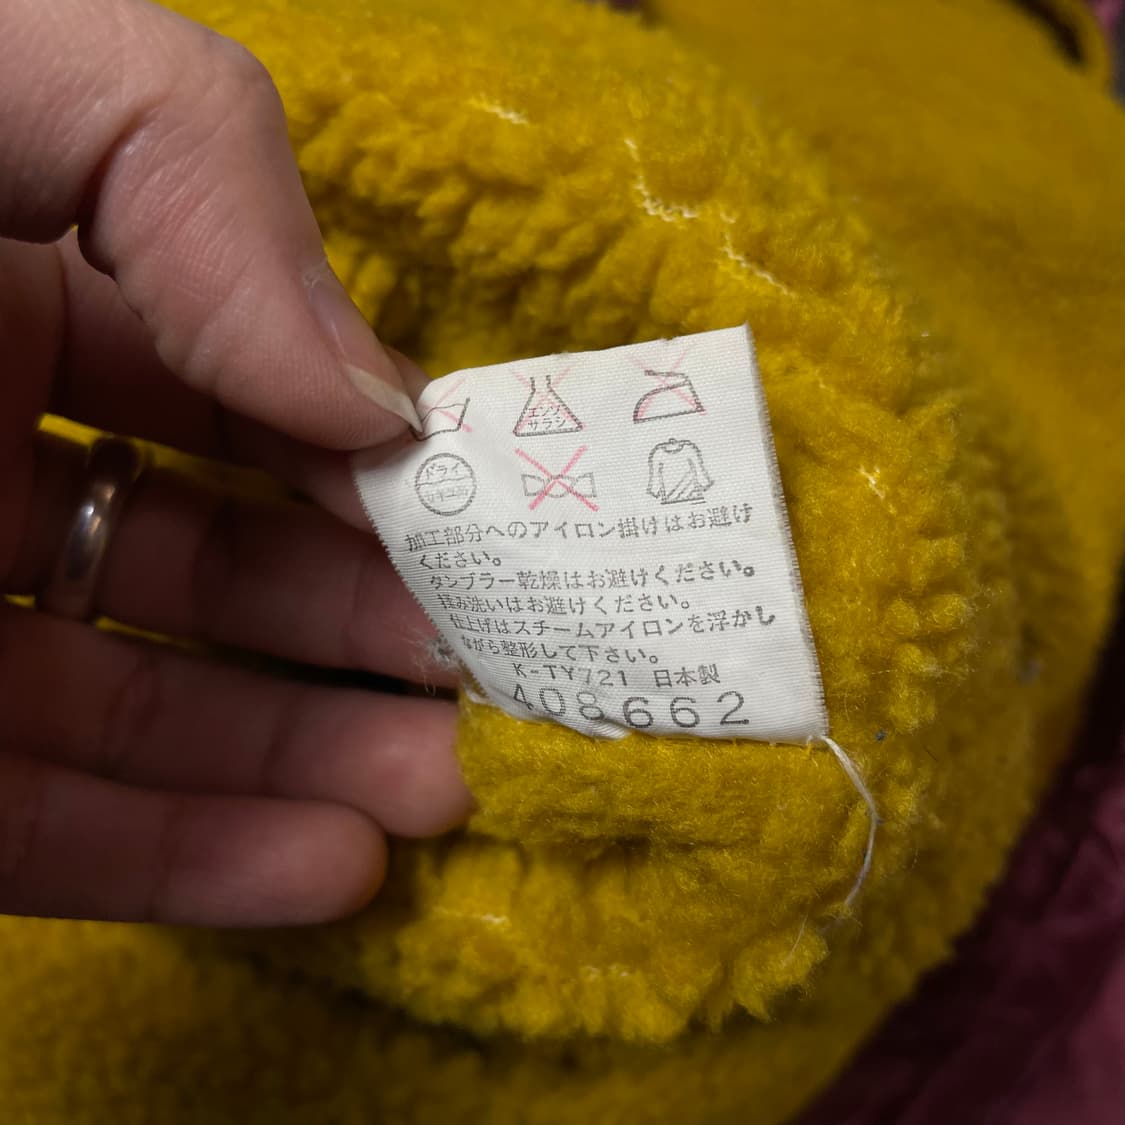 エンソ
サラシ
ドライ
セキユ系
加工部分へのアイロン掛けはお避け
ください。
タンブラー乾燥はお避けください。
揉み洗いはお避けください。
仕上げはスチームアイロンを浮かし
ながら整形して下さい。
K-TY721 日本製
408662